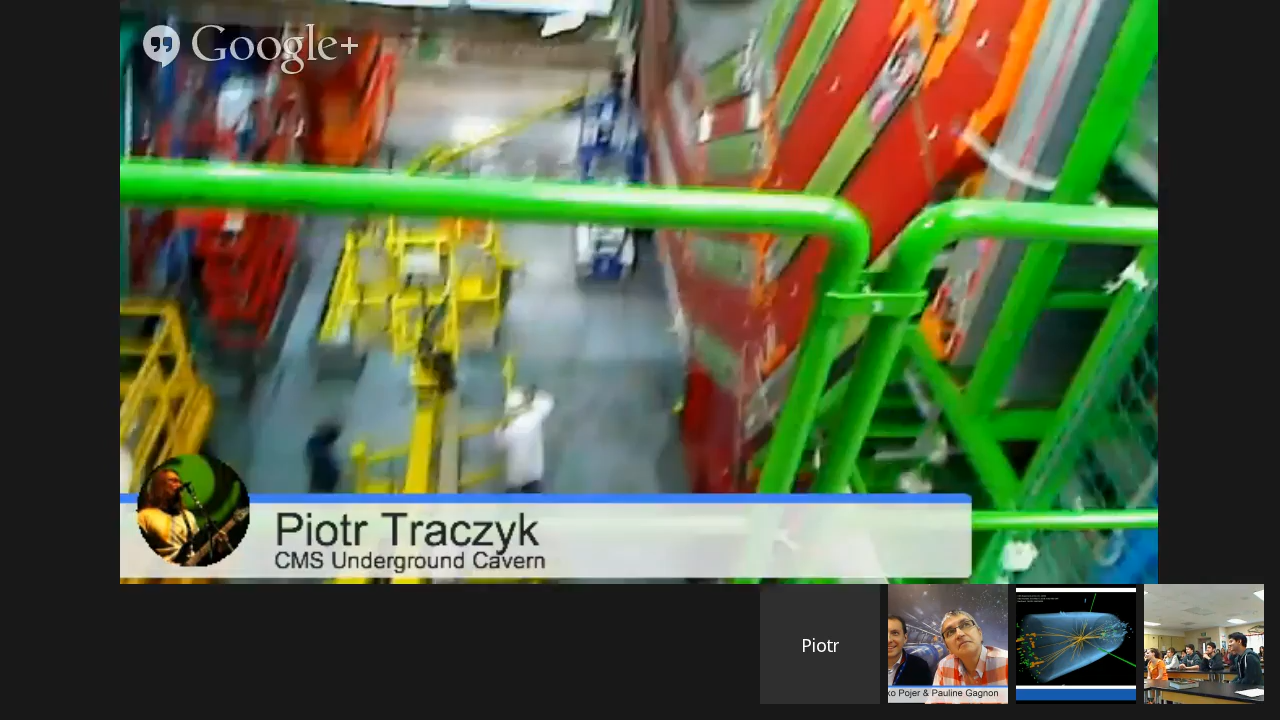 Google+
Piotr Traczyk
CMS Underground Cavern
Piotr
ko Pojer & Pauline Gagnon